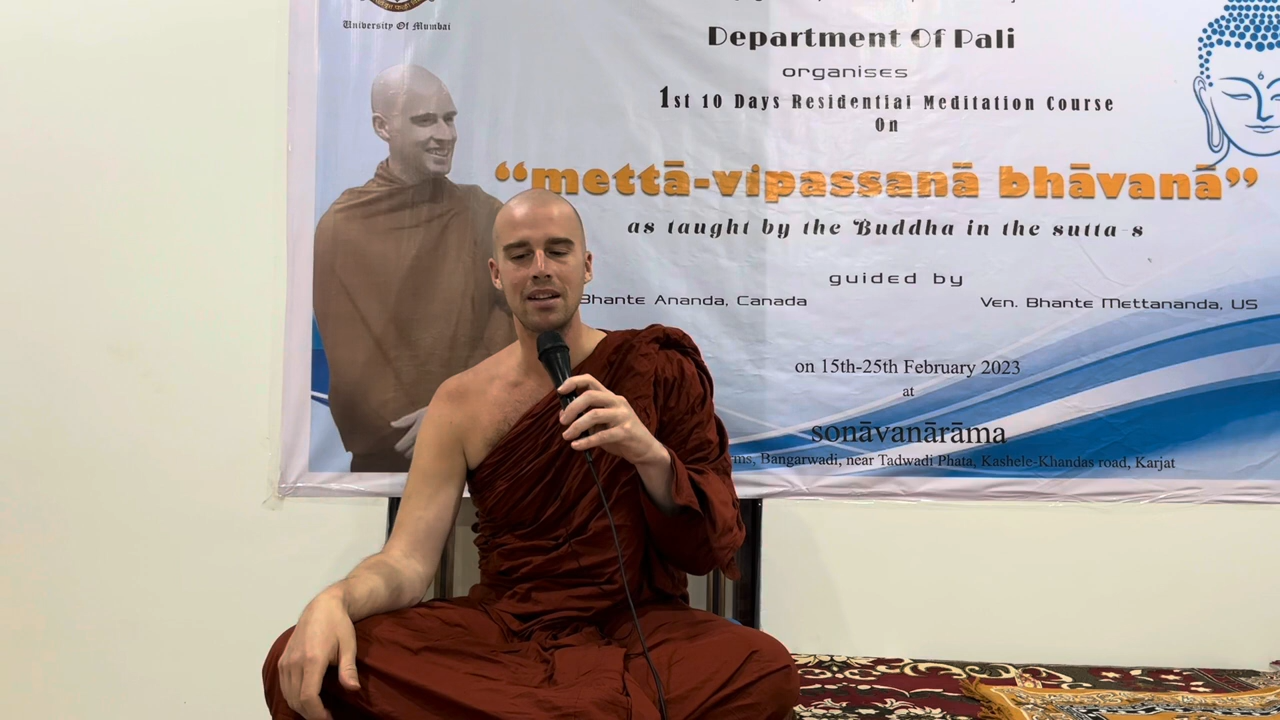 University Of Mumbai
Department Of Pali
organises
1st 10 Days Residential Meditation Course
On
“mettā-vipassanā bhāvanā”
as taught by the Buddha in the sutta-s
guided by
Bhante Ananda, Canada
Ven. Bhante Mettananda, US
on 15th-25th February 2023
at
sonāvanārāma
Bangarwadi, near Tadwadi Phata, Kashele-Khandas road, Karjat